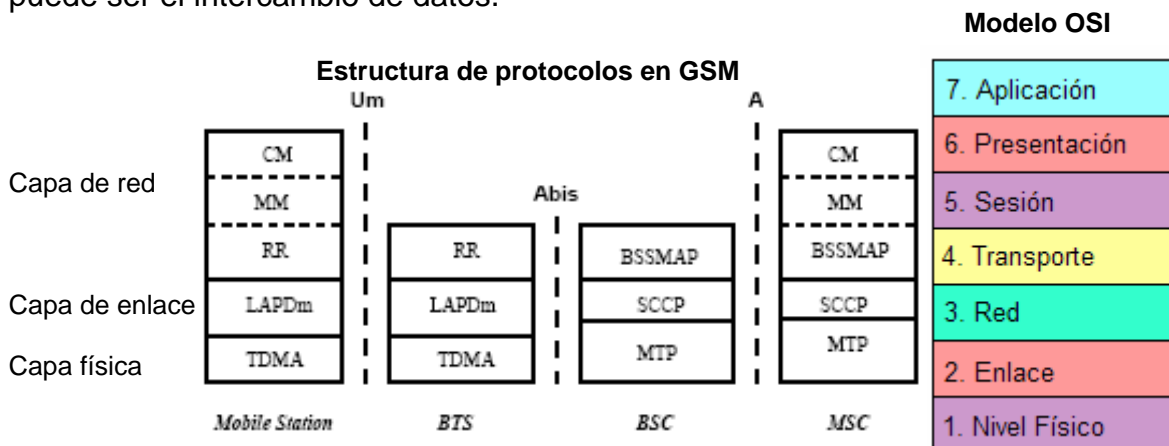 puede ser el intercambio de datos.
Modelo OSI
Estructura de protocolos en GSM
Um
A
Abis
Capa de red
Capa de enlace
Capa física
CM
MM
RR
LAPDm
TDMA
Mobile Station
RR
LAPDm
TDMA
BTS
BSSMAP
SCCP
MTP
BSC
CM
MM
BSSMAP
SCCP
MTP
MSC
7. Aplicación
6. Presentación
5. Sesión
4. Transporte
3. Red
2. Enlace
1. Nivel Físico